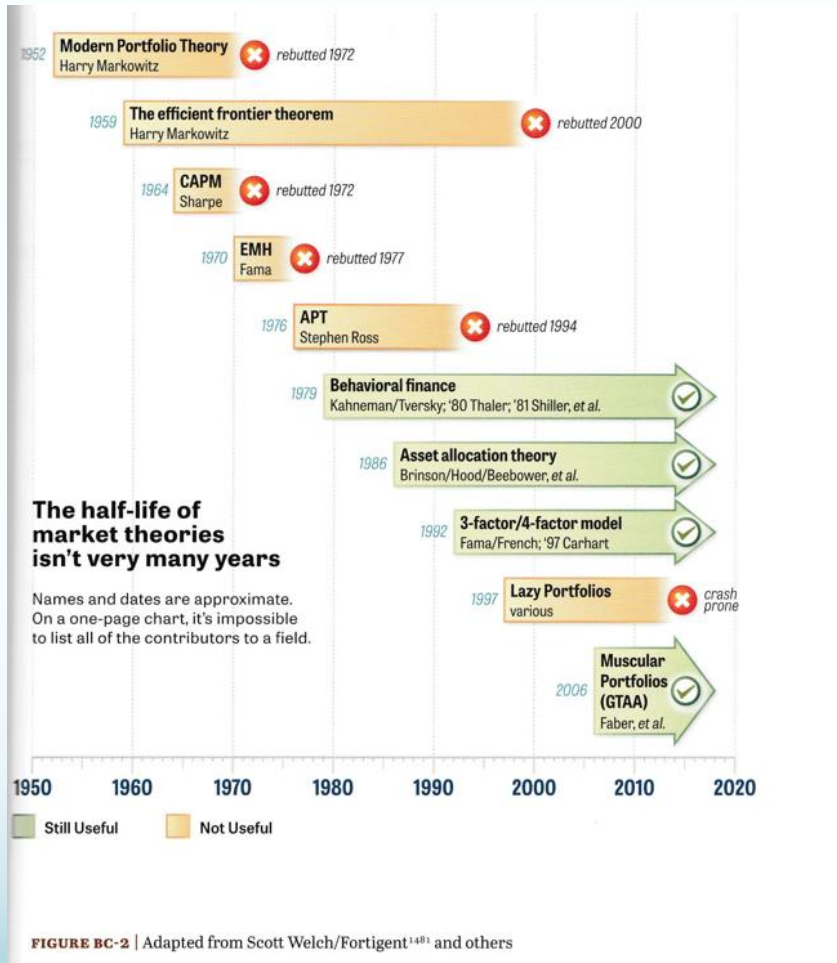 1952
Modern Portfolio Theory
Harry Markowitz
rebutted 1972
1959
The efficient frontier theorem
Harry Markowitz
rebutted 2000
1964
CAPM
Sharpe
rebutted 1972
1970
EMH
Fama
rebutted 1977
1976
APT
Stephen Ross
rebutted 1994
1979
Behavioral finance
Kahneman/Tversky; '80 Thaler; '81 Shiller, et al.
1986
Asset allocation theory
Brinson/Hood/Beebower, et al.
1992
3-factor/4-factor model
Fama/French; '97 Carhart
The half-life of
market theories
isn't very many years
Names and dates are approximate.
On a one-page chart, it's impossible
to list all of the contributors to a field.
1997
Lazy Portfolios
various
crash
prone
2006
Muscular
Portfolios
(GTAA)
Faber, et al.
1950 1960 1970 1980 1990 2000 2010 2020
Still Useful Not Useful
FIGURE BC-2 | Adapted from Scott Welch/Fortigent¹⁴⁸¹ and others